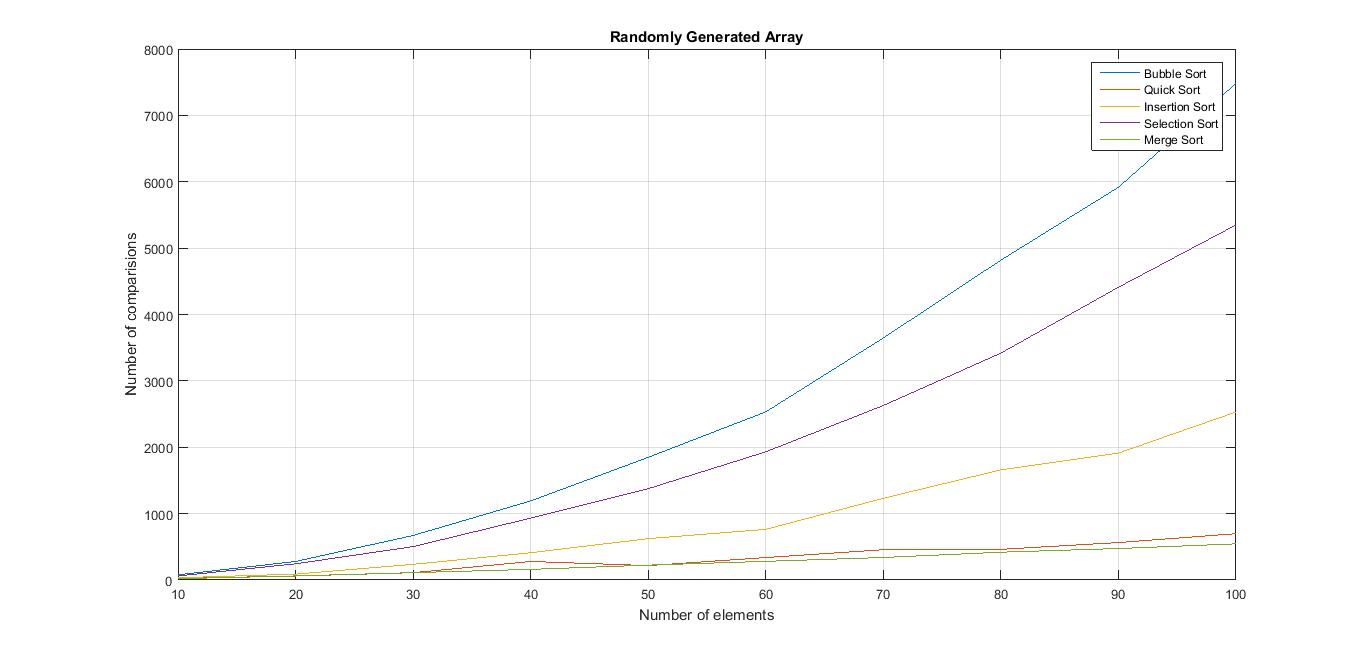 Randomly Generated Array
Bubble Sort
Quick Sort
Insertion Sort
Selection Sort
Merge Sort
8000
7000
6000
5000
4000
3000
2000
1000
0
Number of comparisions
10 20 30 40 50 60 70 80 90 100
Number of elements